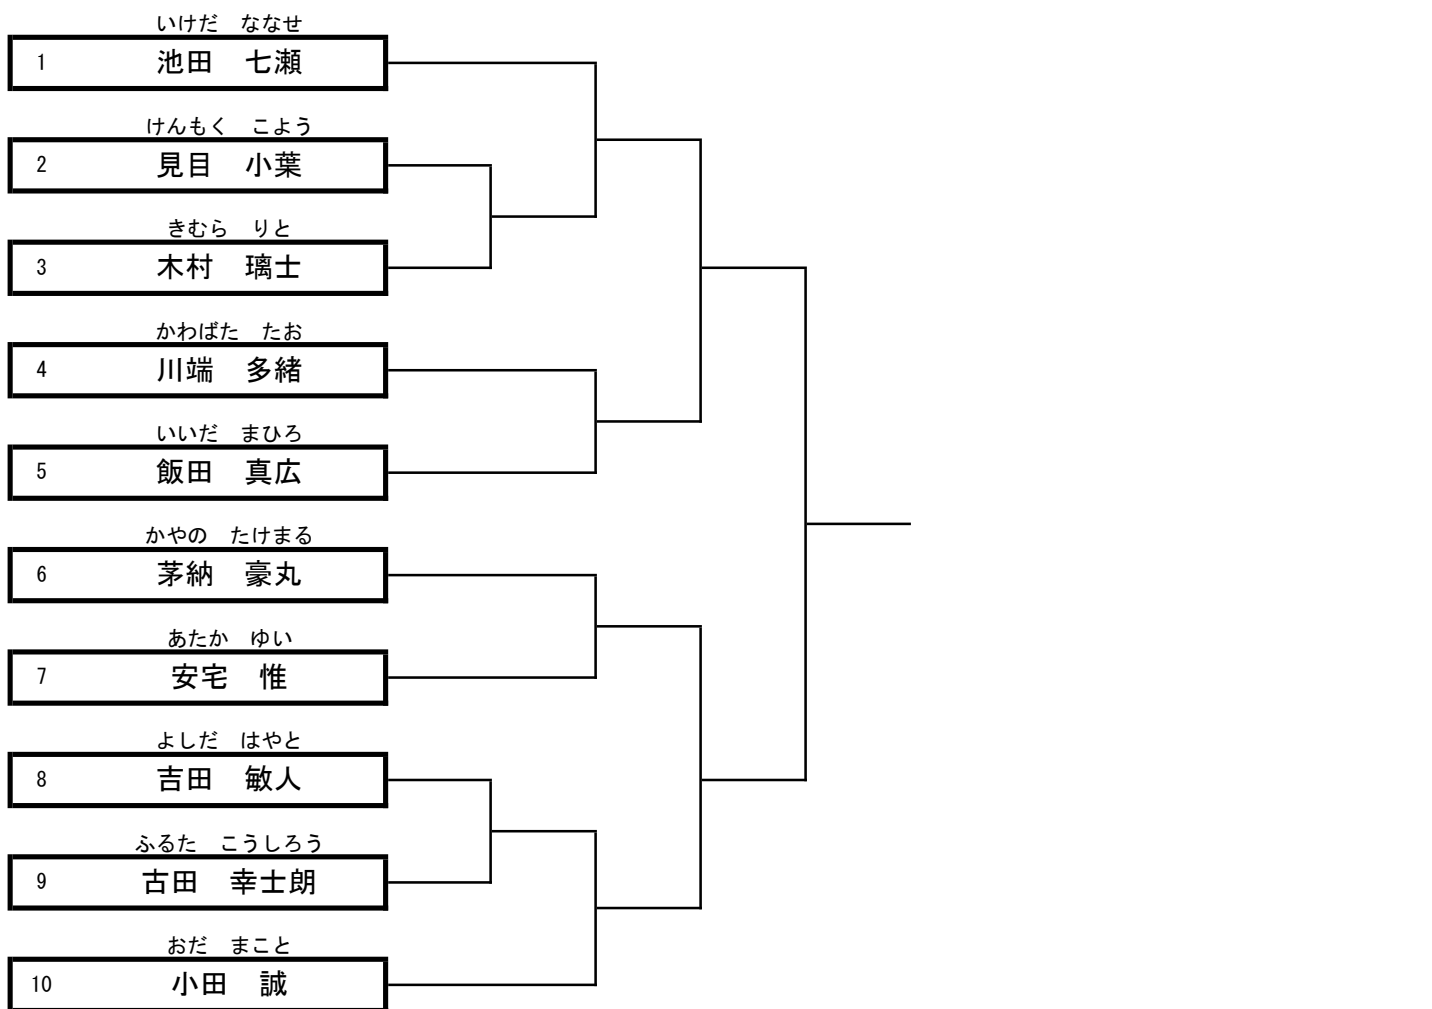 いけだ　ななせ
1　池田　七瀬
けんもく　こよう
2　見目　小葉
きむら　りと
3　木村　璃士
かわばた　たお
4　川端　多緒
いいだ　まひろ
5　飯田　真広
かやの　たけまる
6　茅納　豪丸
あたか　ゆい
7　安宅　惟
よしだ　はやと
8　吉田　敏人
ふるた　こうしろう
9　古田　幸士朗
おだ　まこと
10　小田　誠